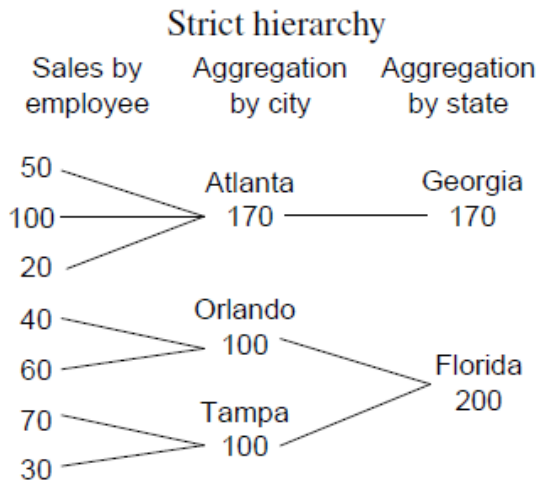 Strict hierarchy
Sales by employee
Aggregation by city
Aggregation by state
50
100
20
40
60
70
30
Atlanta
170
Orlando
100
Tampa
100
Georgia
170
Florida
200